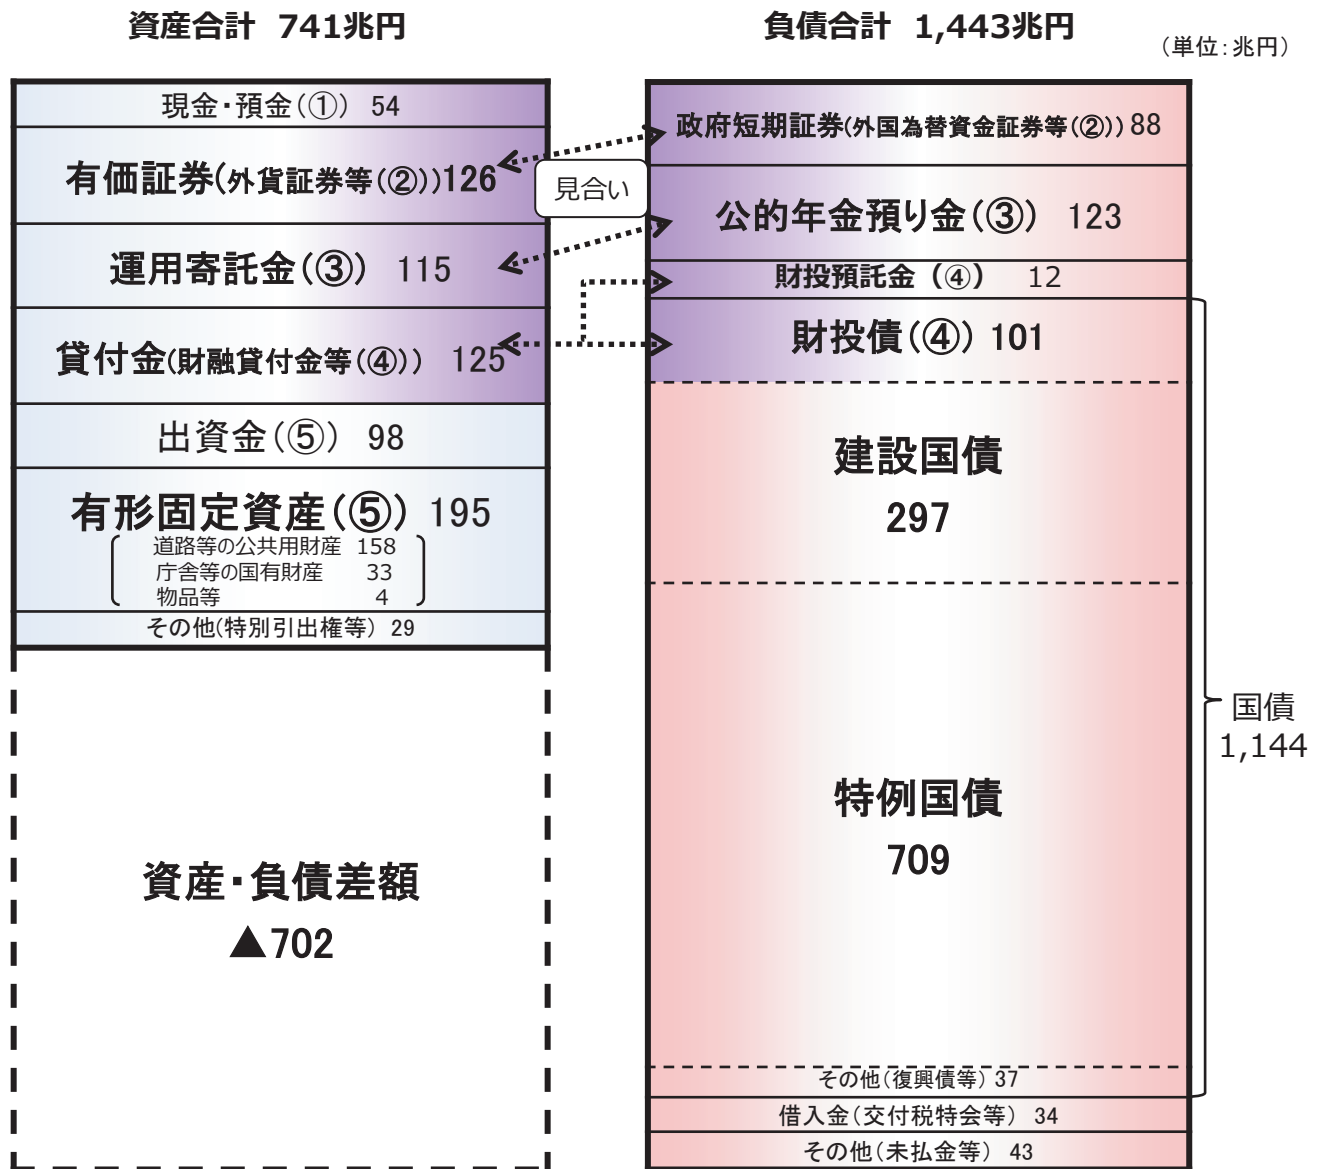 資産合計 741兆円
負債合計 1,443兆円
（単位：兆円）
現金・預金（①） 54
有価証券（外貨証券等（②））126
運用寄託金（③） 115
貸付金（財融貸付金等（④）） 125
出資金（⑤） 98
有形固定資産（⑤） 195
道路等の公共用財産 158
庁舎等の国有財産 33
物品等 4
その他（特別引出権等） 29
資産・負債差額
▲702
見合い
政府短期証券（外国為替資金証券等（②））88
公的年金預り金（③） 123
財投預託金（④） 12
財投債（④） 101
建設国債
297
特例国債
709
その他（復興債等） 37
借入金（交付税特会等） 34
その他（未払金等） 43
国債
1,144